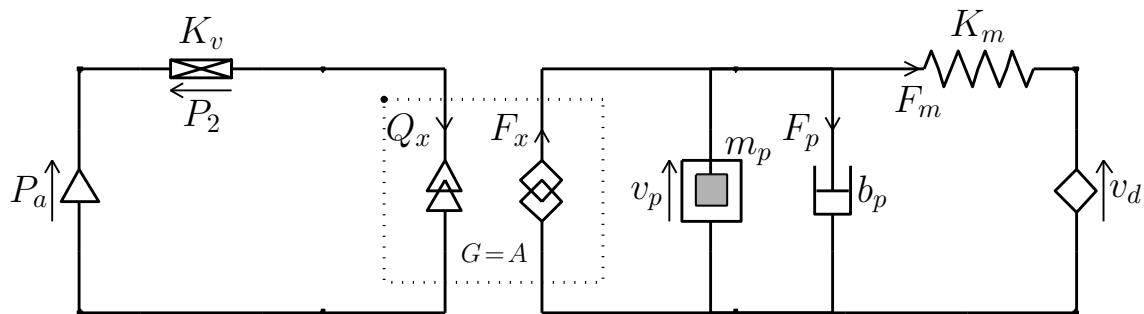 K_v
K_m
P_2
Q_x
F_x
F_p
F_m
m_p
P_a
v_p
b_p
v_d
G = A